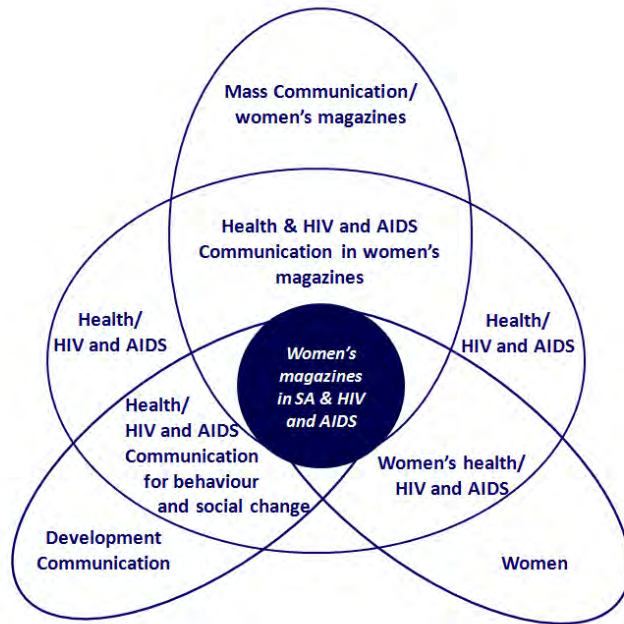 Mass Communication/
women's magazines
Health & HIV and AIDS
Communication in women's
magazines
Health/
HIV and AIDS
Health/
HIV and AIDS
Women's
magazines
in SA & HIV
and AIDS
Health/
HIV and AIDS
Communication
for behaviour
and social change
Women's health/
HIV and AIDS
Development
Communication
Women